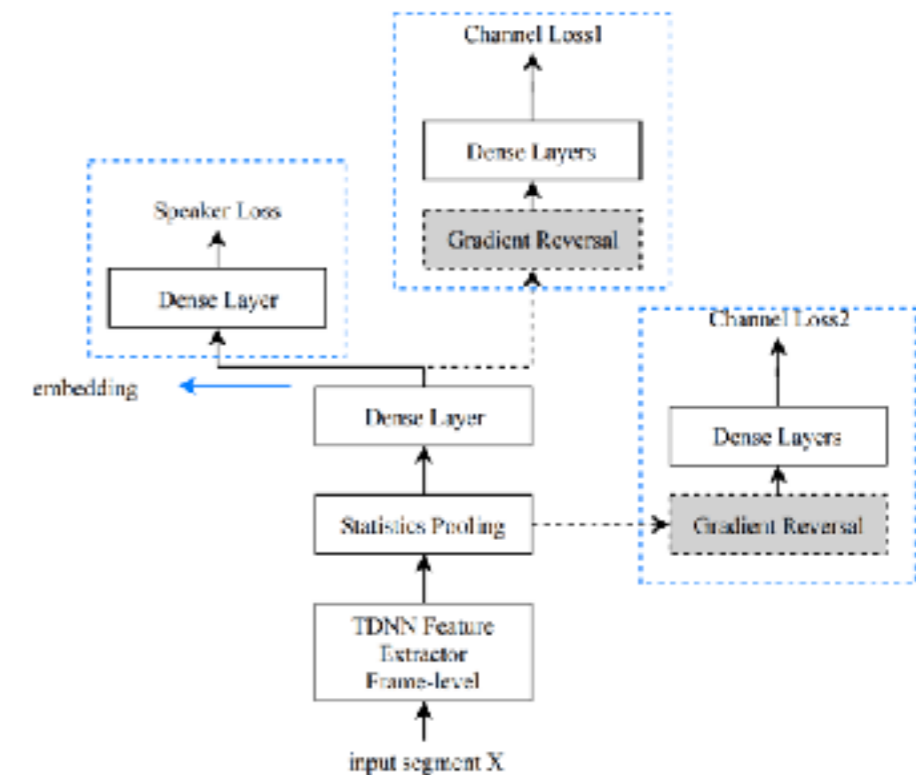 Channel Loss1
Dense Layers
Gradient Reversal
Speaker Loss
Dense Layer
embedding
Dense Layer
Statistics Pooling
TDNN Feature
Extractor
Frame-level
input segment X
Channel Loss2
Dense Layers
Gradient Reversal